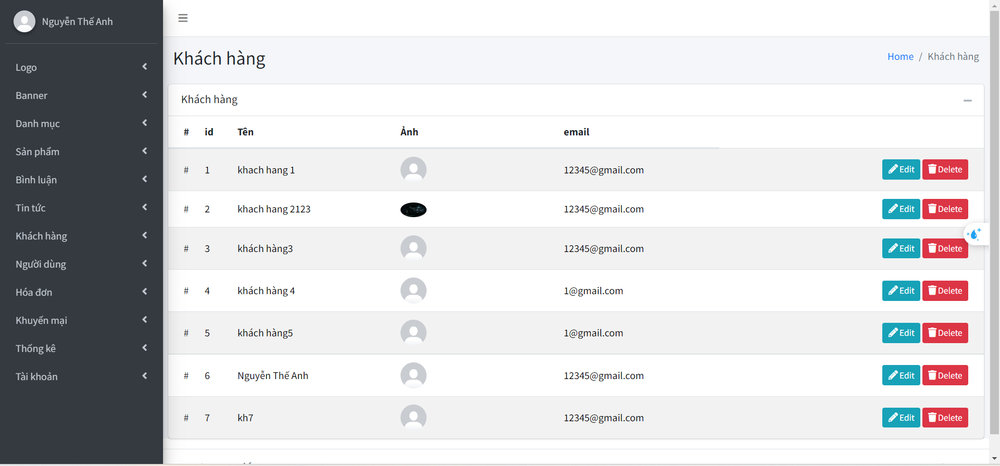 Nguyễn Thế Anh
Logo
Banner
Danh mục
Sản phẩm
Bình luận
Tin tức
Khách hàng
Người dùng
Hóa đơn
Khuyến mại
Thống kê
Tài khoản
Khách hàng
Home / Khách hàng
Khách hàng
# id Tên Ảnh email
# 1 khach hang 1 12345@gmail.com Edit Delete
# 2 khach hang 2123 12345@gmail.com Edit Delete
# 3 khách hàng3 12345@gmail.com Edit Delete
# 4 khách hàng 4 1@gmail.com Edit Delete
# 5 khách hàng5 1@gmail.com Edit Delete
# 6 Nguyễn Thế Anh 12345@gmail.com Edit Delete
# 7 kh7 12345@gmail.com Edit Delete